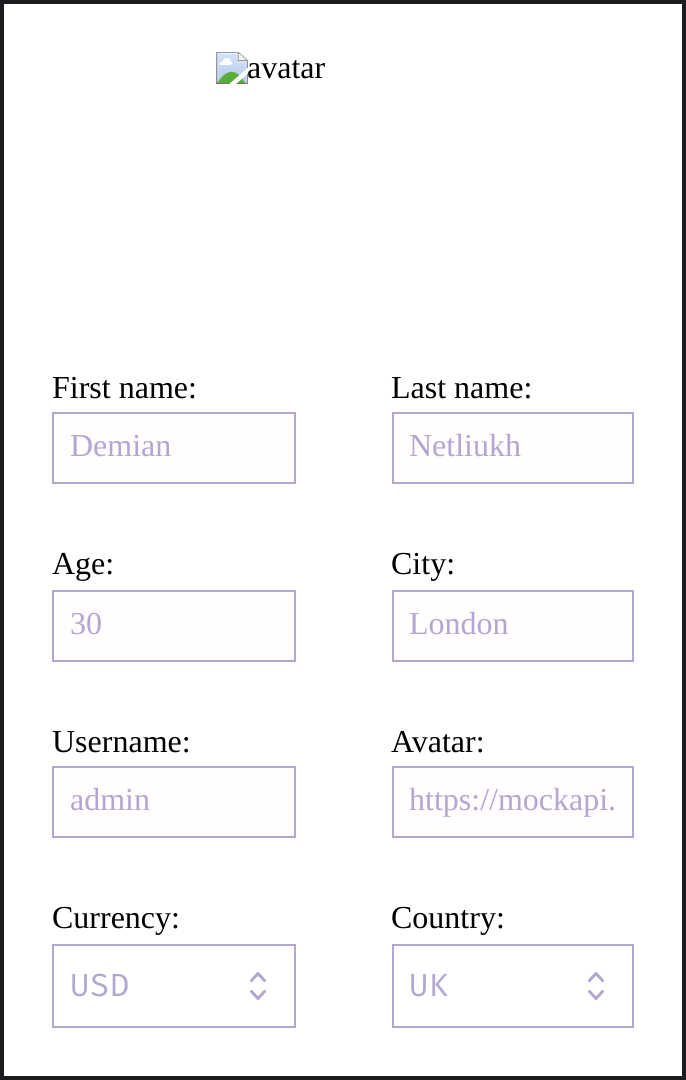 avatar
First name: Last name:
Demian Netliukh
Age: City:
30 London
Username: Avatar:
admin https://mockapi.
Currency: Country:
USD UK